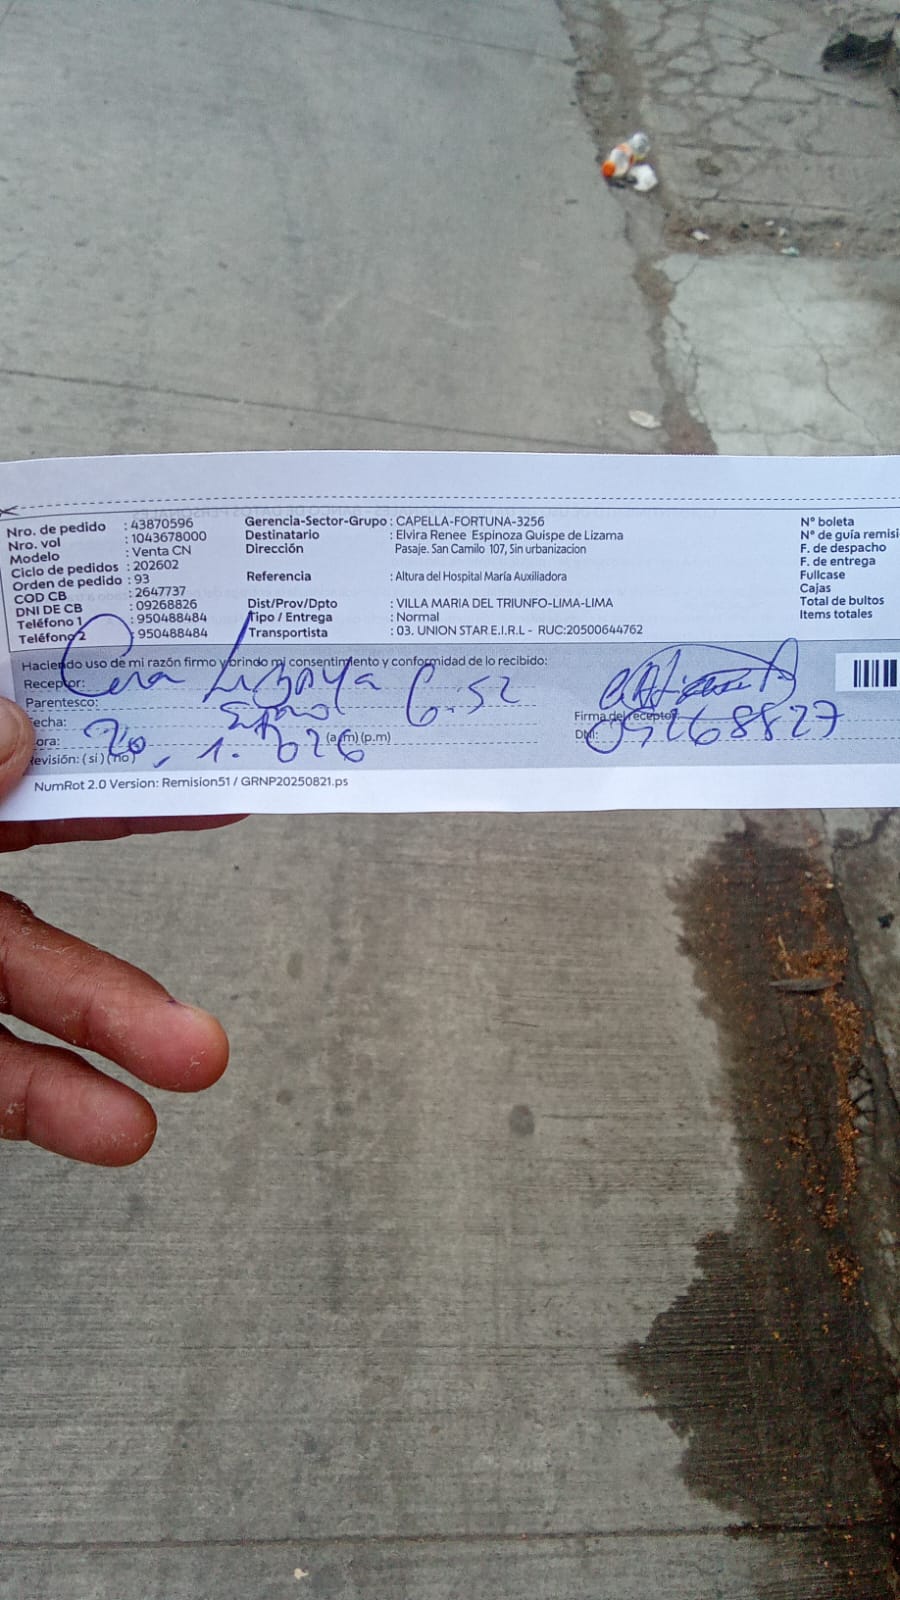 Nro. de pedido : 43870596
Nro. vol : 1043678000
Modelo : Venta CN
Ciclo de pedidos : 202602
Orden de pedido : 93
COD CB : 2647737
DNI DE CB : 09268826
Teléfono 1 : 950488484
Teléfono 2 : 950488484
Gerencia-Sector-Grupo : CAPELLA-FORTUNA-3256
Destinatario : Elvira Renee Espinoza Quispe de Lizama
Dirección Pasaje. San Camilo 107, Sin urbanizacion
Referencia : Altura del Hospital María Auxiliadora
Dist/Prov/Dpto : VILLA MARIA DEL TRIUNFO-LIMA-LIMA
Tipo / Entrega : Normal
Transportista : 03. UNION STAR E.I.R.L - RUC:20500644762
Nº boleta
Nº de guía remisi
F. de despacho
F. de entrega
Fullcase
Cajas
Total de bultos
Items totales
Haciendo uso de mi razón firmo y brindo mi consentimiento y conformidad de lo recibido:
Receptor:
Parentesco: 6.52
Fecha:
ora: (a.m) (p.m)
Revisión: (si) (no)
Firma del receptor:
DNI: 09268827
NumRot 2.0 Version: Remision51 / GRNP20250821.ps